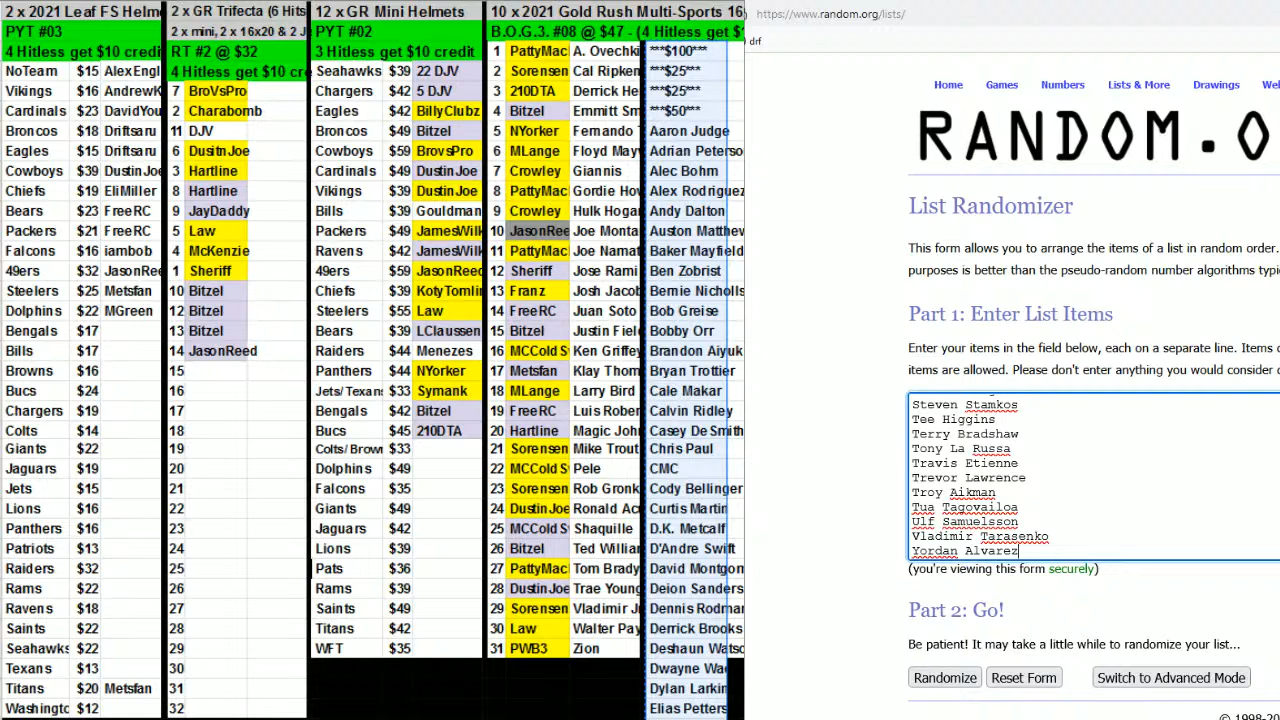 2 x 2021 Leaf FS Helme
PYT #03
4 Hitless get $10 credit
NoTeam $15 AlexEngl
Vikings $16 AndrewK
Cardinals $23 DavidYou
Broncos $18 Driftsaru
Eagles $15 Driftsaru
Cowboys $39 DustinJoe
Chiefs $19 EliMiller
Bears $23 FreeRC
Packers $21 FreeRC
Falcons $16 iambob
49ers $32 JasonRee
Steelers $25 Metsfan
Dolphins $22 MGreen
Bengals $17
Bills $17
Browns $16
Bucs $24
Chargers $19
Colts $14
Giants $22
Jaguars $19
Jets $15
Lions $16
Panthers $16
Patriots $13
Raiders $32
Rams $22
Ravens $18
Saints $22
Seahawks $22
Texans $13
Titans $20 Metsfan
Washingto $12
2 x GR Trifecta (6 Hits
2 x mini, 2 x 16x20 & 2 J
RT #2 @ $32
4 Hitless get $10 cre
7 BroVsPro
2 Charabomb
11 DJV
6 DusitnJoe
3 Hartline
8 Hartline
9 JayDaddy
5 Law
4 McKenzie
1 Sheriff
10 Bitzel
12 Bitzel
13 Bitzel
14 JasonReed
15
16
17
18
19
20
21
22
23
24
25
26
27
28
29
30
31
32
12 x GR Mini Helmets
PYT #02
3 Hitless get $10 credit
Seahawks $39 22 DJV
Chargers $42 5 DJV
Eagles $42 BillyClubz
Broncos $49 Bitzel
Cowboys $59 BrovsPro
Cardinals $49 DustinJoe
Vikings $39 DustinJoe
Bills $39 Gouldman
Packers $49 JamesWilk
Ravens $42 JamesWilk
49ers $59 JasonReed
Chiefs $39 KotyTomlin
Steelers $55 Law
Bears $39 LClaussen
Raiders $44 Menezes
Panthers $44 NYorker
Jets/ Texans $33 Symank
Bengals $42 Bitzel
Bucs $45 210DTA
Colts/ Brown $33
Dolphins $49
Falcons $35
Giants $49
Jaguars $42
Lions $39
Pats $36
Rams $39
Saints $49
Titans $42
WFT $35
10 x 2021 Gold Rush Multi-Sports 16
B.O.G.3. #08 @ $47 - (4 Hitless get $1
1 PattyMac A. Ovechki ***$100***
2 Sorensen Cal Ripken ***$25***
3 210DTA Derrick He ***$25***
4 Bitzel Emmitt Sm ***$50***
5 NYorker Fernando T Aaron Judge
6 MLange Floyd Mayw Adrian Peterso
7 Crowley Giannis Alec Bohm
8 PattyMac Gordie How Alex Rodriguez
9 Crowley Hulk Hogan Andy Dalton
10 JasonRee Joe Montan Auston Matthew
11 PattyMac Joe Namat Baker Mayfield
12 Sheriff Jose Rami Ben Zobrist
13 Franz Josh Jacob Bernie Nicholls
14 FreeRC Juan Soto Bob Greise
15 Bitzel Justin Field Bobby Orr
16 MCCold S Ken Griffey Brandon Aiyuk
17 Metsfan Klay Thom Bryan Trottier
18 MLange Larry Bird Cale Makar
19 FreeRC Luis Rober Calvin Ridley
20 Hartline Magic John Casey DeSmith
21 Sorensen Mike Trout Chris Paul
22 MCCold S Pele CMC
23 Sorensen Rob Gronk Cody Bellinger
24 DustinJoe Ronald Acu Curtis Martin
25 MCCold S Shaquille D.K. Metcalf
26 Bitzel Ted William D'Andre Swift
27 PattyMac Tom Brady David Montgom
28 DustinJoe Trae Young Deion Sanders
29 Sorensen Vladimir Jr Dennis Rodman
30 Law Walter Pay Derrick Brooks
31 PWB3 Zion Deshaun Watso
Dwayne Wad
Dylan Larkin
Elias Petters
https://www.random.org/lists/
drf
Home Games Numbers Lists & More Drawings Web
RANDOM.O
List Randomizer
This form allows you to arrange the items of a list in random order.
purposes is better than the pseudo-random number algorithms typic
Part 1: Enter List Items
Enter your items in the field below, each on a separate line. Items c
items are allowed. Please don't enter anything you would consider c
Steven Stamkos
Tee Higgins
Terry Bradshaw
Tony La Russa
Travis Etienne
Trevor Lawrence
Troy Aikman
Tua Tagovailoa
Ulf Samuelsson
Vladimir Tarasenko
Yordan Alvarez
(you're viewing this form securely)
Part 2: Go!
Be patient! It may take a little while to randomize your list...
Randomize Reset Form Switch to Advanced Mode
© 1998-20